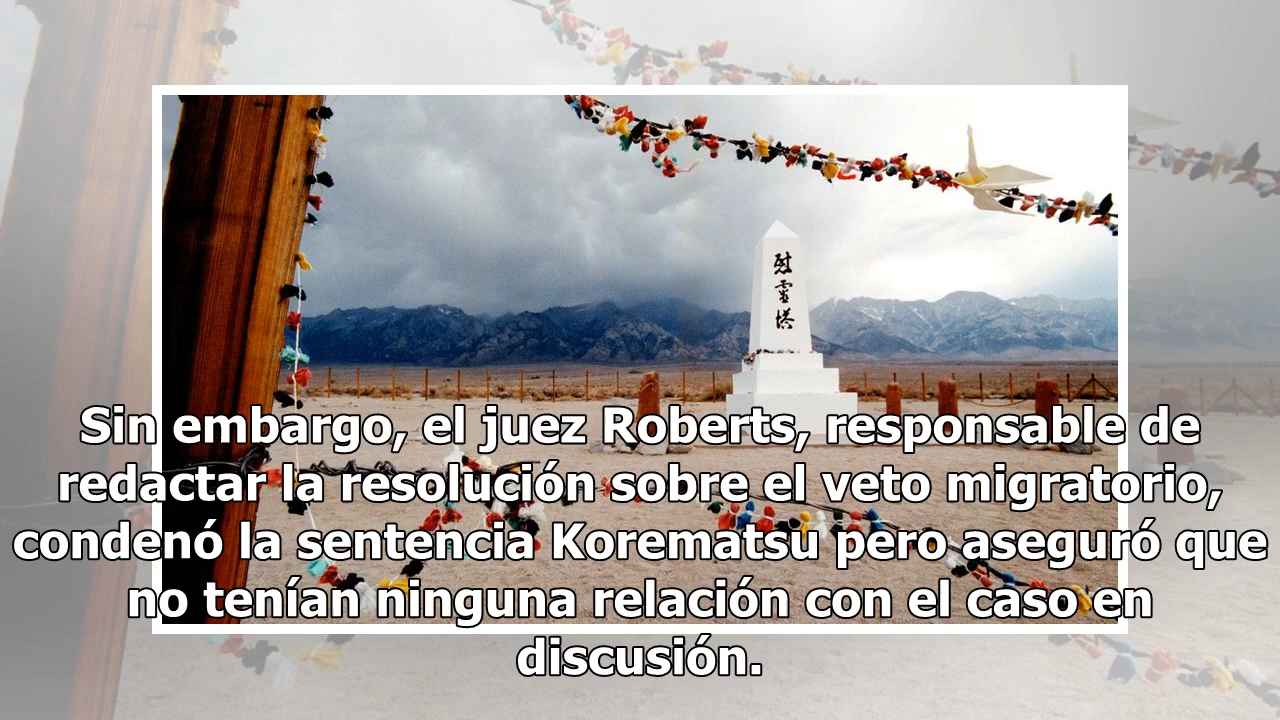 慰
霊
塔
Sin embargo, el juez Roberts, responsable de
redactar la resolución sobre el veto migratorio,
condenó la sentencia Korematsu pero aseguró que
no tenían ninguna relación con el caso en
discusión.